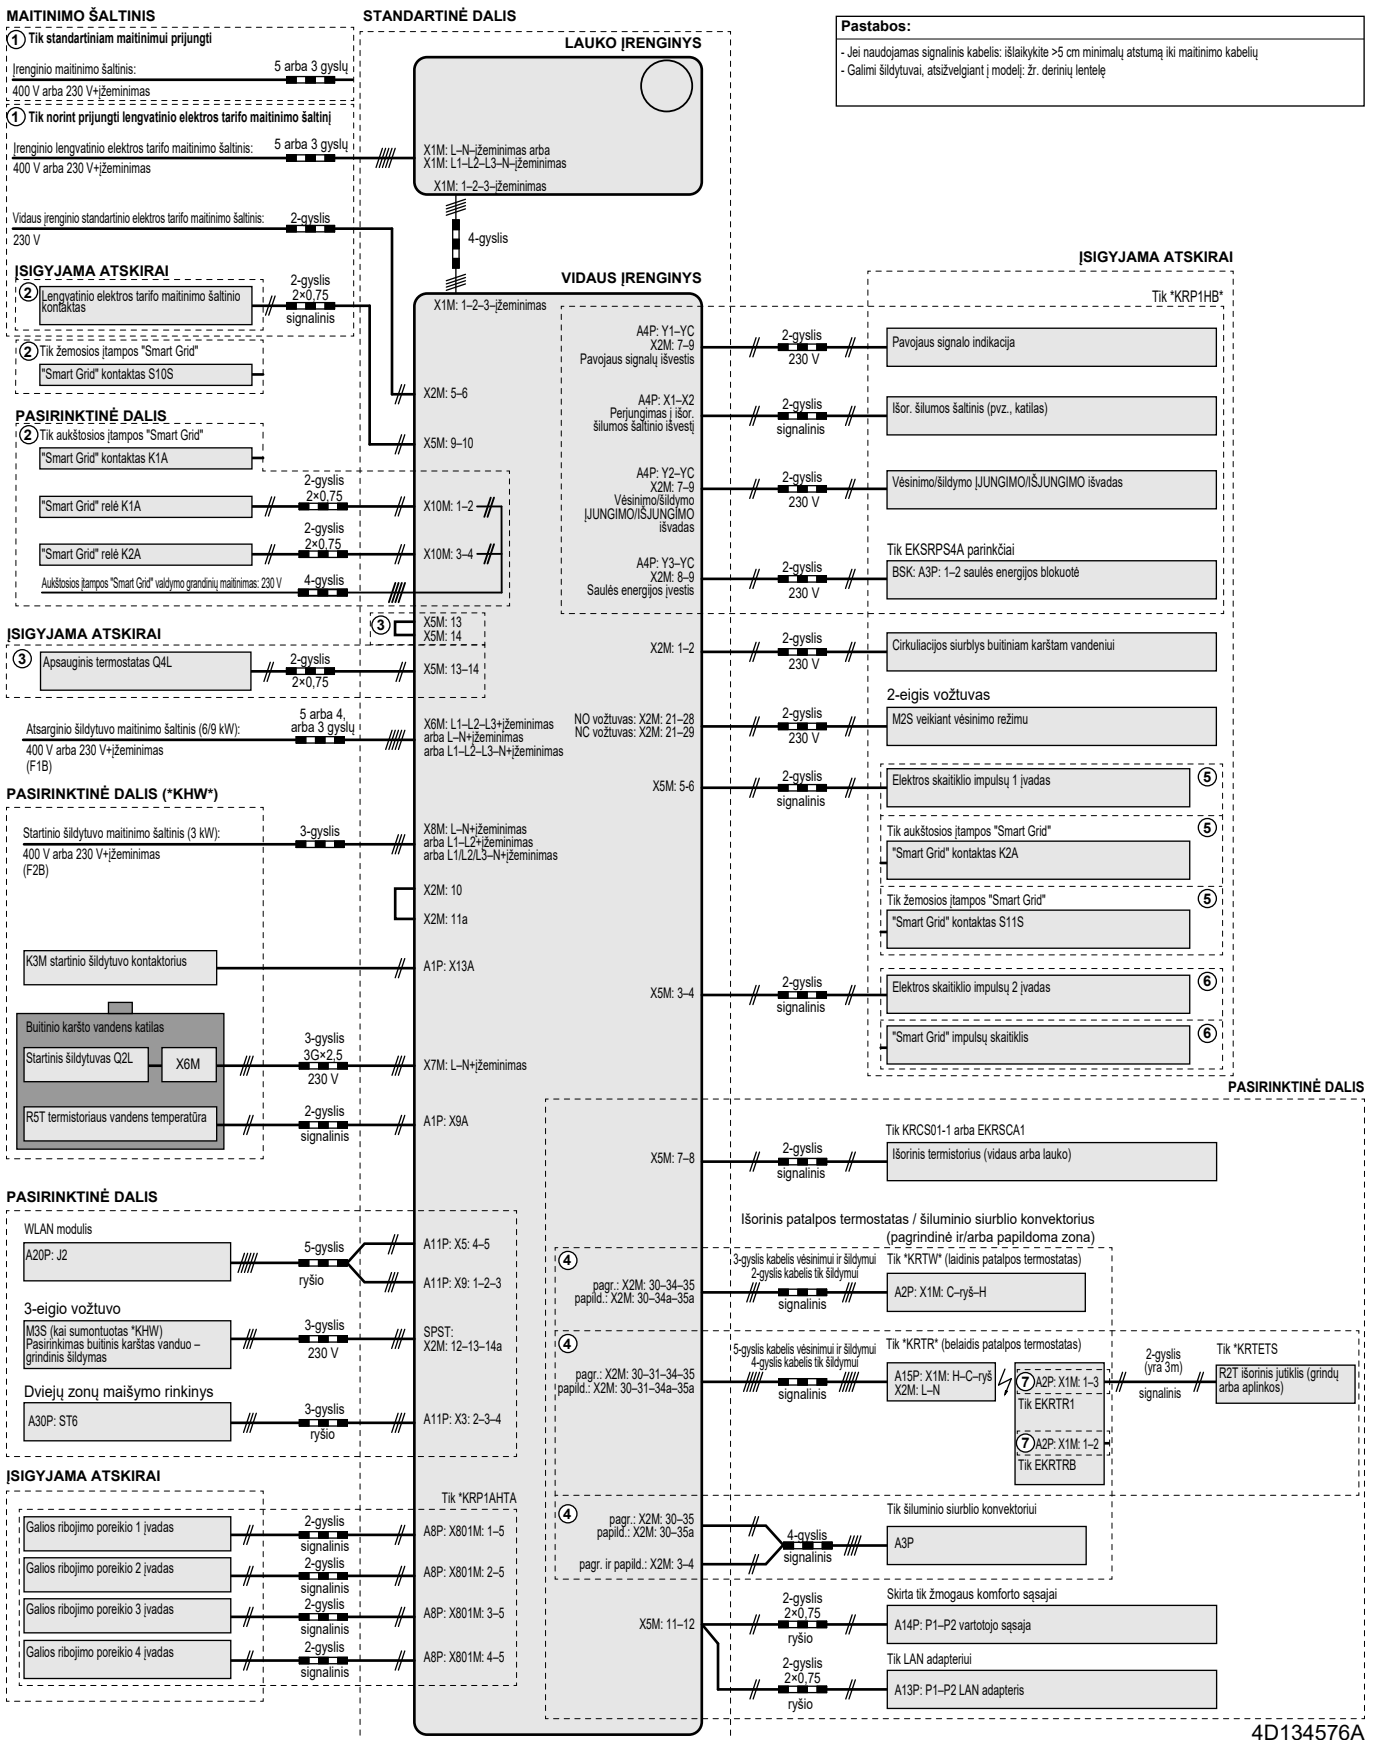 MAITINIMO ŠALTINIS
① Tik standartiniam maitinimui prijungti
Įrenginio maitinimo šaltinis:
5 arba 3 gyslų
400 V arba 230 V+įžeminimas
① Tik norint prijungti lengvatinio elektros tarifo maitinimo šaltinį
Įrenginio lengvatinio elektros tarifo maitinimo šaltinis:
5 arba 3 gyslų
400 V arba 230 V+įžeminimas
Vidaus įrenginio standartinio elektros tarifo maitinimo šaltinis:
2-gyslis
230 V
ĮSIGYJAMA ATSKIRAI
② Lengvatinio elektros tarifo maitinimo šaltinio
kontaktas
2-gyslis
2×0,75
signalinis
② Tik žemosios įtampos "Smart Grid"
"Smart Grid" kontaktas S10S
PASIRINKTINĖ DALIS
② Tik aukštosios įtampos "Smart Grid"
"Smart Grid" kontaktas K1A
"Smart Grid" relė K1A
2-gyslis
2×0,75
"Smart Grid" relė K2A
2-gyslis
2×0,75
Aukštosios įtampos "Smart Grid" valdymo grandinių maitinimas: 230 V
4-gyslis
ĮSIGYJAMA ATSKIRAI
③ Apsauginis termostatas Q4L
2-gyslis
2×0,75
Atsarginio šildytuvo maitinimo šaltinis (6/9 kW):
5 arba 4,
arba 3 gyslų
400 V arba 230 V+įžeminimas
(F1B)
PASIRINKTINĖ DALIS (*KHW*)
Startinio šildytuvo maitinimo šaltinis (3 kW):
3-gyslis
400 V arba 230 V+įžeminimas
(F2B)
K3M startinio šildytuvo kontaktorius
Buitinio karšto vandens katilas
Startinis šildytuvas Q2L
X6M
3-gyslis
3G×2,5
230 V
R5T termistoriaus vandens temperatūra
2-gyslis
signalinis
PASIRINKTINĖ DALIS
WLAN modulis
A20P: J2
5-gyslis
ryšio
3-eigio vožtuvo
M3S (kai sumontuotas *KHW)
Pasirinkimas buitinis karštas vanduo –
grindinis šildymas
3-gyslis
230 V
Dviejų zonų maišymo rinkinys
A30P: ST6
3-gyslis
ryšio
ĮSIGYJAMA ATSKIRAI
Galios ribojimo poreikio 1 įvadas
2-gyslis
signalinis
Galios ribojimo poreikio 2 įvadas
2-gyslis
signalinis
Galios ribojimo poreikio 3 įvadas
2-gyslis
signalinis
Galios ribojimo poreikio 4 įvadas
2-gyslis
signalinis
STANDARTINĖ DALIS
LAUKO ĮRENGINYS
X1M: L–N–įžeminimas arba
X1M: L1–L2–L3–N–įžeminimas
X1M: 1–2–3–įžeminimas
4-gyslis
VIDAUS ĮRENGINYS
X1M: 1–2–3–įžeminimas
X2M: 5–6
X5M: 9–10
X10M: 1–2
X10M: 3–4
③ X5M: 13
X5M: 14
X5M: 13–14
X6M: L1–L2–L3+įžeminimas
arba L–N+įžeminimas
arba L1–L2–L3–N+įžeminimas
X8M: L–N+įžeminimas
arba L1–L2+įžeminimas
arba L1/L2/L3–N+įžeminimas
X2M: 10
X2M: 11a
A1P: X13A
X7M: L–N+įžeminimas
A1P: X9A
A11P: X5: 4–5
A11P: X9: 1–2–3
SPST:
X2M: 12–13–14a
A11P: X3: 2–3–4
Tik *KRP1AHTA
A8P: X801M: 1–5
A8P: X801M: 2–5
A8P: X801M: 3–5
A8P: X801M: 4–5
Pastabos:
- Jei naudojamas signalinis kabelis: išlaikykite >5 cm minimalų atstumą iki maitinimo kabelių
- Galimi šildytuvai, atsižvelgiant į modelį: žr. derinių lentelę
ĮSIGYJAMA ATSKIRAI
Tik *KRP1HB*
A4P: Y1–YC
X2M: 7–9
Pavojaus signalų išvestis
2-gyslis
230 V
Pavojaus signalo indikacija
A4P: X1–X2
Perjungimas į išor.
šilumos šaltinio išvestį
2-gyslis
signalinis
Išor. šilumos šaltinis (pvz., katilas)
A4P: Y2–YC
X2M: 7–9
Vėsinimo/šildymo
ĮJUNGIMO/IŠJUNGIMO
išvadas
2-gyslis
230 V
Vėsinimo/šildymo ĮJUNGIMO/IŠJUNGIMO išvadas
Tik EKSRPS4A parinkčiai
A4P: Y3–YC
X2M: 8–9
Saulės energijos įvestis
2-gyslis
230 V
BSK: A3P: 1–2 saulės energijos blokuotė
X2M: 1–2
2-gyslis
230 V
Cirkuliacijos siurblys buitiniam karštam vandeniui
2-eigis vožtuvas
NO vožtuvas: X2M: 21–28
NC vožtuvas: X2M: 21–29
2-gyslis
230 V
M2S veikiant vėsinimo režimu
X5M: 5-6
2-gyslis
signalinis
Elektros skaitiklio impulsų 1 įvadas ⑤
Tik aukštosios įtampos "Smart Grid" ⑤
"Smart Grid" kontaktas K2A
Tik žemosios įtampos "Smart Grid" ⑤
"Smart Grid" kontaktas S11S
X5M: 3–4
2-gyslis
signalinis
Elektros skaitiklio impulsų 2 įvadas ⑥
"Smart Grid" impulsų skaitiklis ⑥
PASIRINKTINĖ DALIS
Tik KRCS01-1 arba EKRSCA1
X5M: 7–8
2-gyslis
signalinis
Išorinis termistorius (vidaus arba lauko)
Išorinis patalpos termostatas / šiluminio siurblio konvektorius
(pagrindinė ir/arba papildoma zona)
④
3-gyslis kabelis vėsinimui ir šildymui
2-gyslis kabelis tik šildymui
signalinis
Tik *KRTW* (laidinis patalpos termostatas)
pagr.: X2M: 30–34–35
papild.: X2M: 30–34a–35a
A2P: X1M: C–ryš–H
④
5-gyslis kabelis vėsinimui ir šildymui
4-gyslis kabelis tik šildymui
signalinis
Tik *KRTR* (belaidis patalpos termostatas)
pagr.: X2M: 30–31–34–35
papild.: X2M: 30–31–34a–35a
A15P: X1M: H–C–ryš
X2M: L–N
⑦ A2P: X1M: 1–3
Tik EKRTR1
⑦ A2P: X1M: 1–2
Tik EKRTRB
2-gyslis
(yra 3m)
signalinis
Tik *KRTETS
R2T išorinis jutiklis (grindų
arba aplinkos)
④
pagr.: X2M: 30–35
papild.: X2M: 30–35a
pagr. ir papild.: X2M: 3–4
4-gyslis
signalinis
Tik šiluminio siurblio konvektoriui
A3P
X5M: 11–12
2-gyslis
2×0,75
ryšio
Skirta tik žmogaus komforto sąsajai
A14P: P1–P2 vartotojo sąsaja
2-gyslis
2×0,75
ryšio
Tik LAN adapteriui
A13P: P1–P2 LAN adapteris
4D134576A